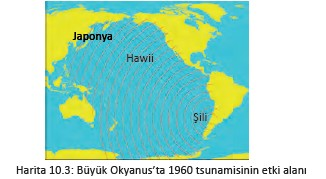 Japonya
Hawii
Şili
Harita 10.3: Büyük Okyanus’ta 1960 tsunamisinin etki alanı